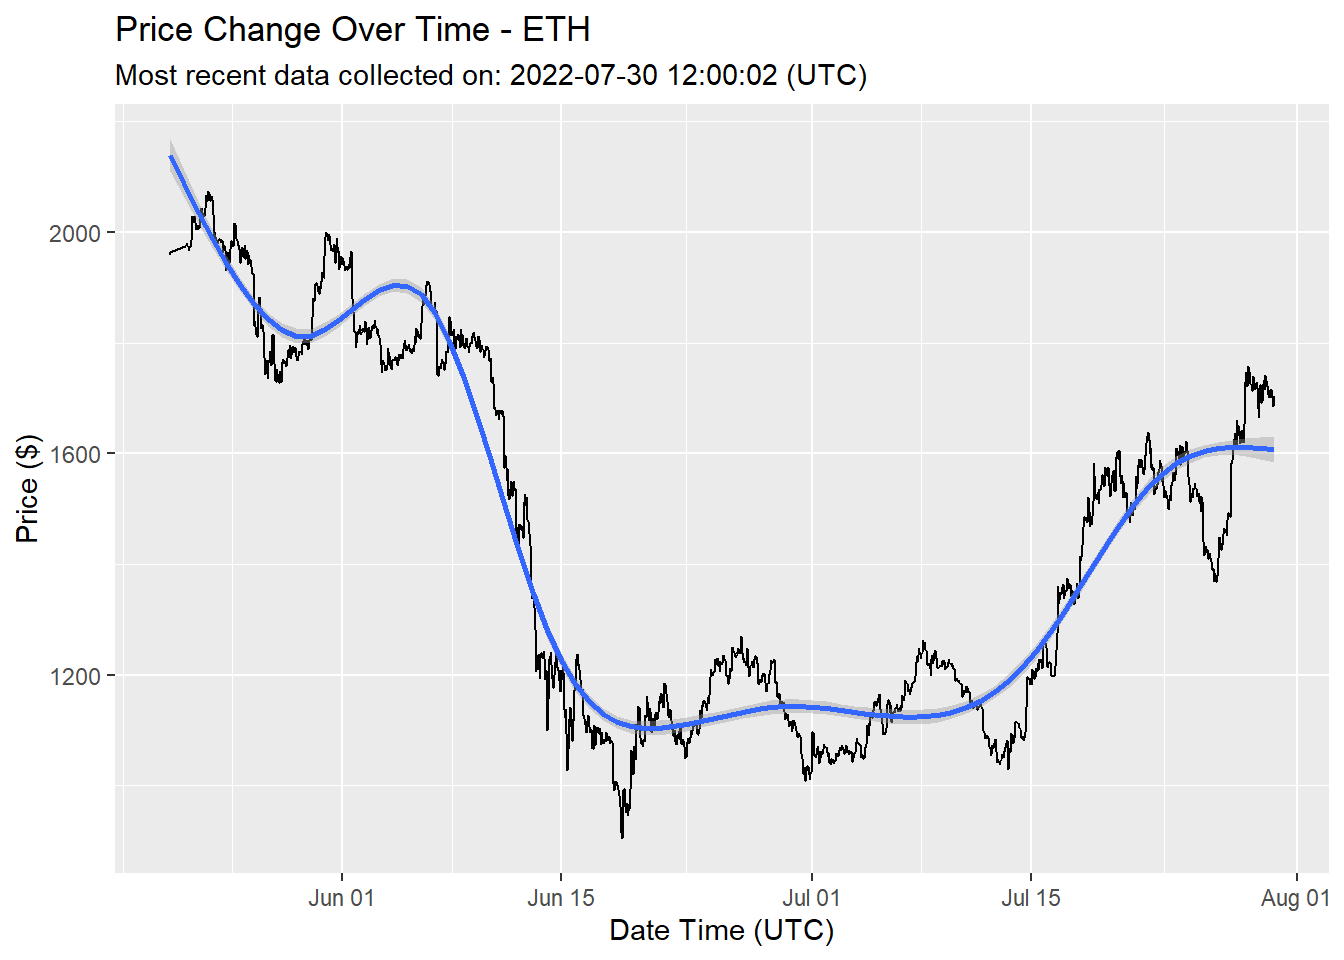 Price Change Over Time - ETH
Most recent data collected on: 2022-07-30 12:00:02 (UTC)
Price ($)
2000
1600
1200
Jun 01
Jun 15
Jul 01
Jul 15
Aug 01
Date Time (UTC)